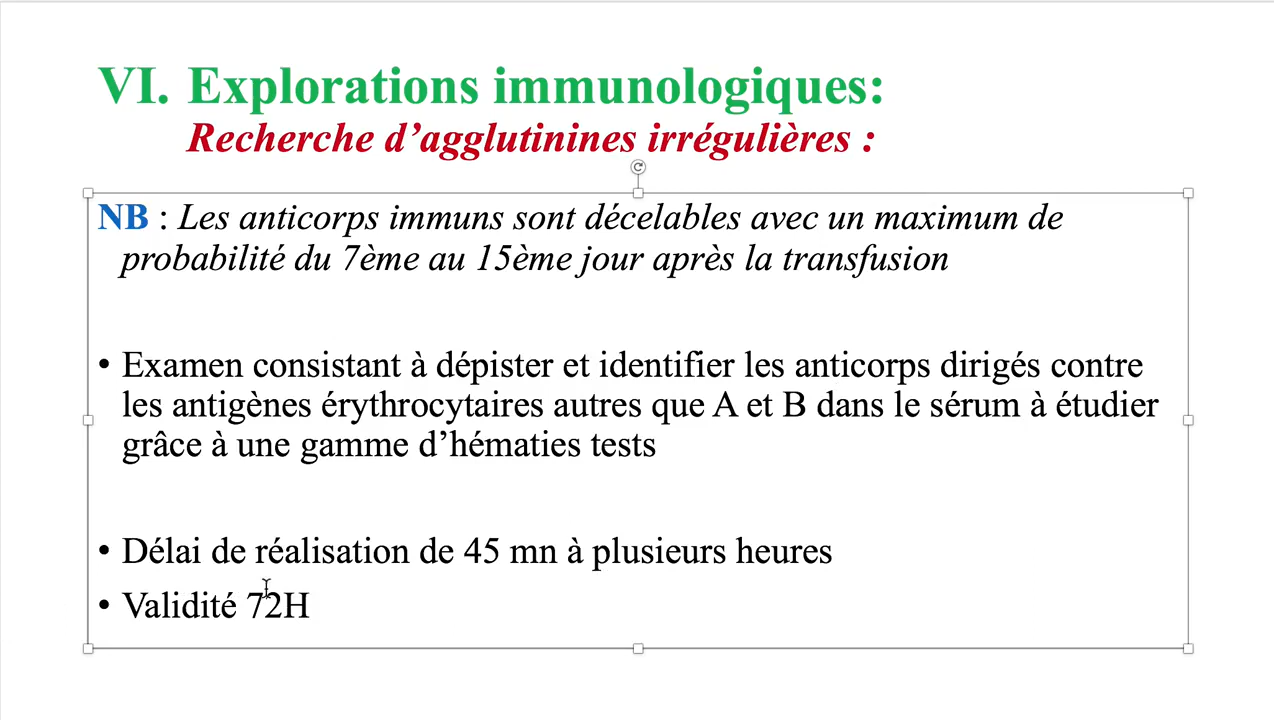 VI. Explorations immunologiques:
Recherche d’agglutinines irrégulières :
NB : Les anticorps immuns sont décelables avec un maximum de
probabilité du 7ème au 15ème jour après la transfusion
• Examen consistant à dépister et identifier les anticorps dirigés contre
les antigènes érythrocytaires autres que A et B dans le sérum à étudier
grâce à une gamme d’hématies tests
• Délai de réalisation de 45 mn à plusieurs heures
• Validité 72H